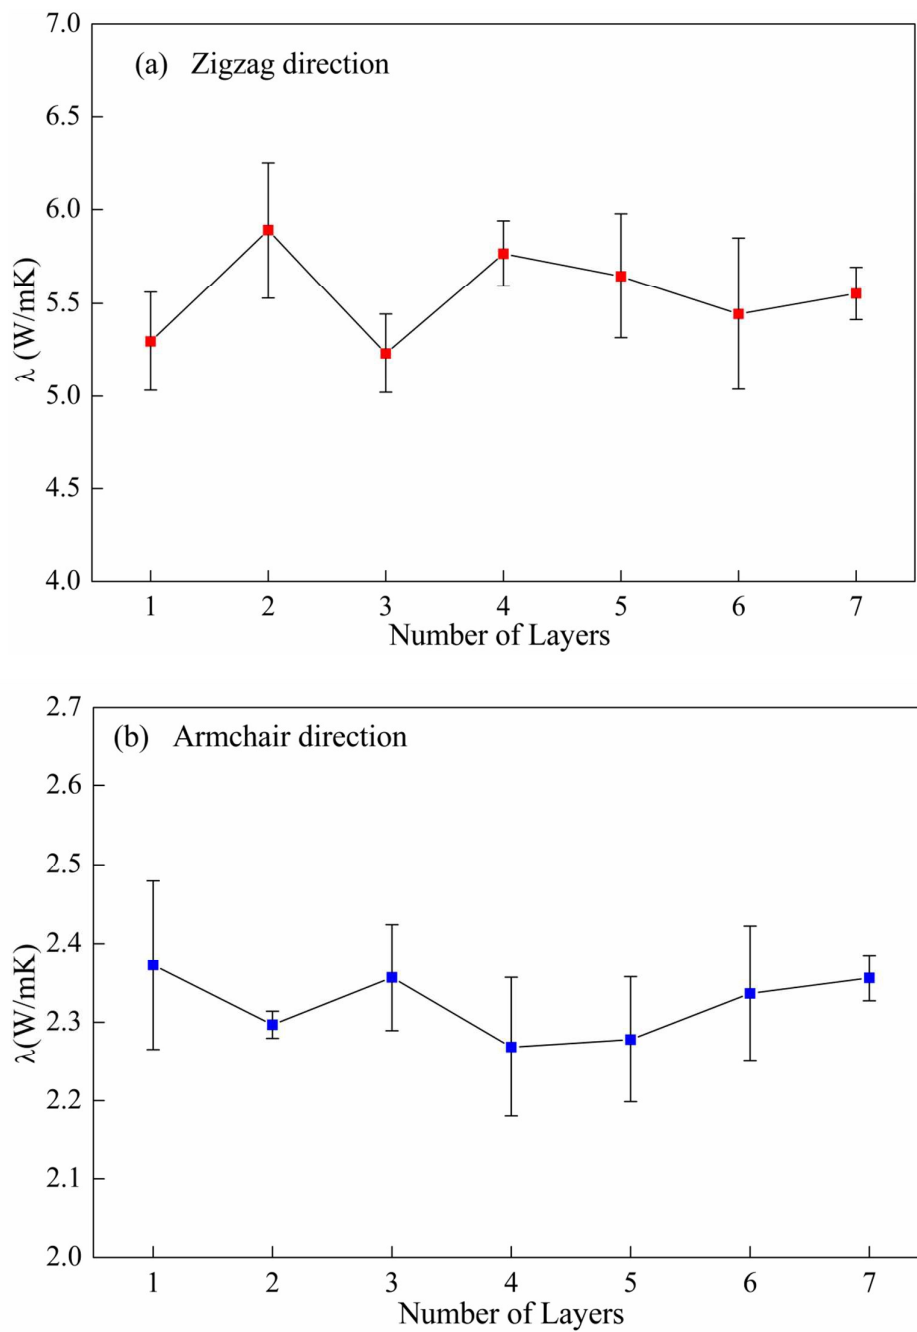 7.0
(a) Zigzag direction
6.5
6.0
5.5
λ (W/mK)
5.0
4.5
4.0
1 2 3 4 5 6 7
Number of Layers
2.7
(b) Armchair direction
2.6
2.5
2.4
λ(W/mK)
2.3
2.2
2.1
2.0
1 2 3 4 5 6 7
Number of Layers